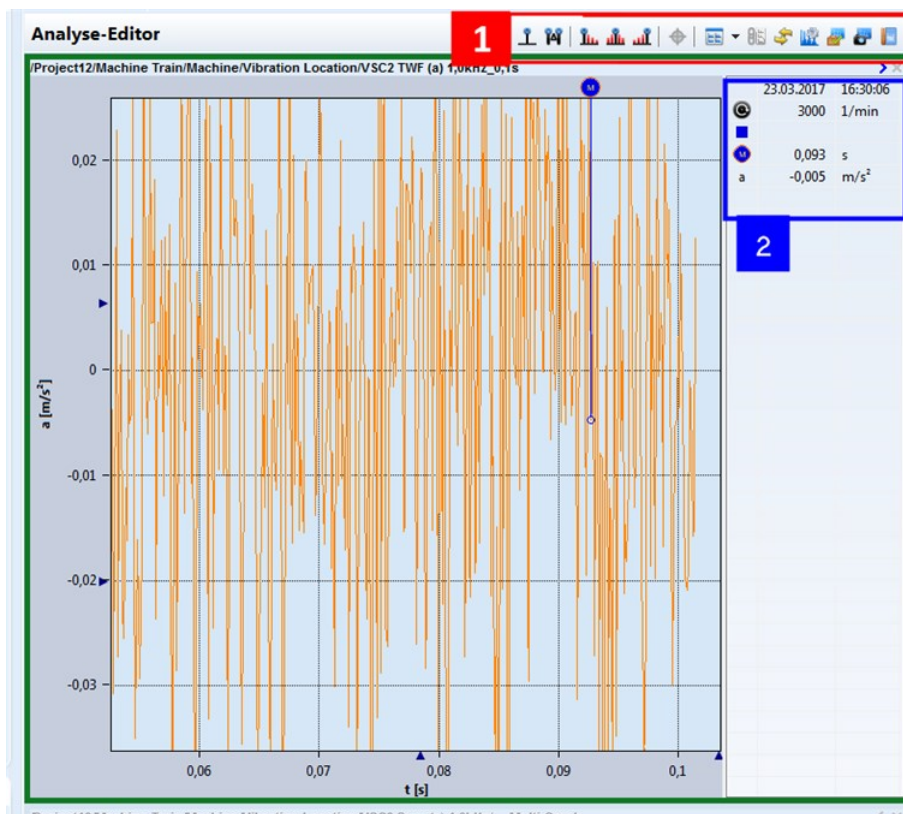 Analyse-Editor
1
/Project12/Machine Train/Machine/Vibration Location/VSC2 TWF (a) 1,0kHz_0,1s
M
23.03.2017 16:30:06
3000 1/min
M 0,093 s
a -0,005 m/s²
2
0,02
0,01
0
-0,01
-0,02
-0,03
a [m/s²]
0,06 0,07 0,08 0,09 0,1
t [s]